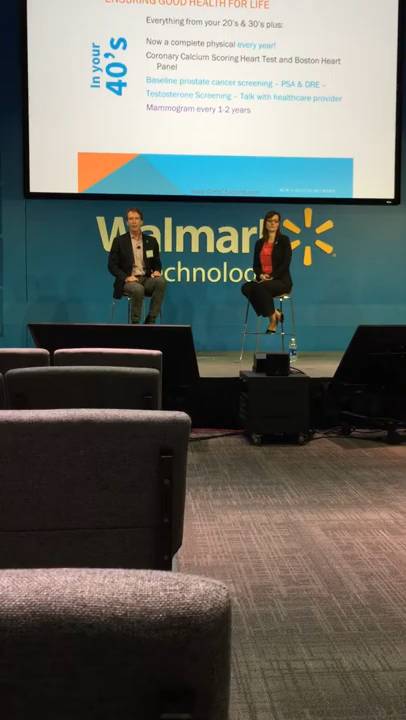 ENSURING GOOD HEALTH FOR LIFE
Everything from your 20's & 30's plus:
In your
40's
Now a complete physical every year!
Coronary Calcium Scoring Heart Test and Boston Heart
Panel
Baseline prostate cancer screening – PSA & DRE –
Testosterone Screening – Talk with healthcare provider
Mammogram every 1-2 years
Walmart
echnolo